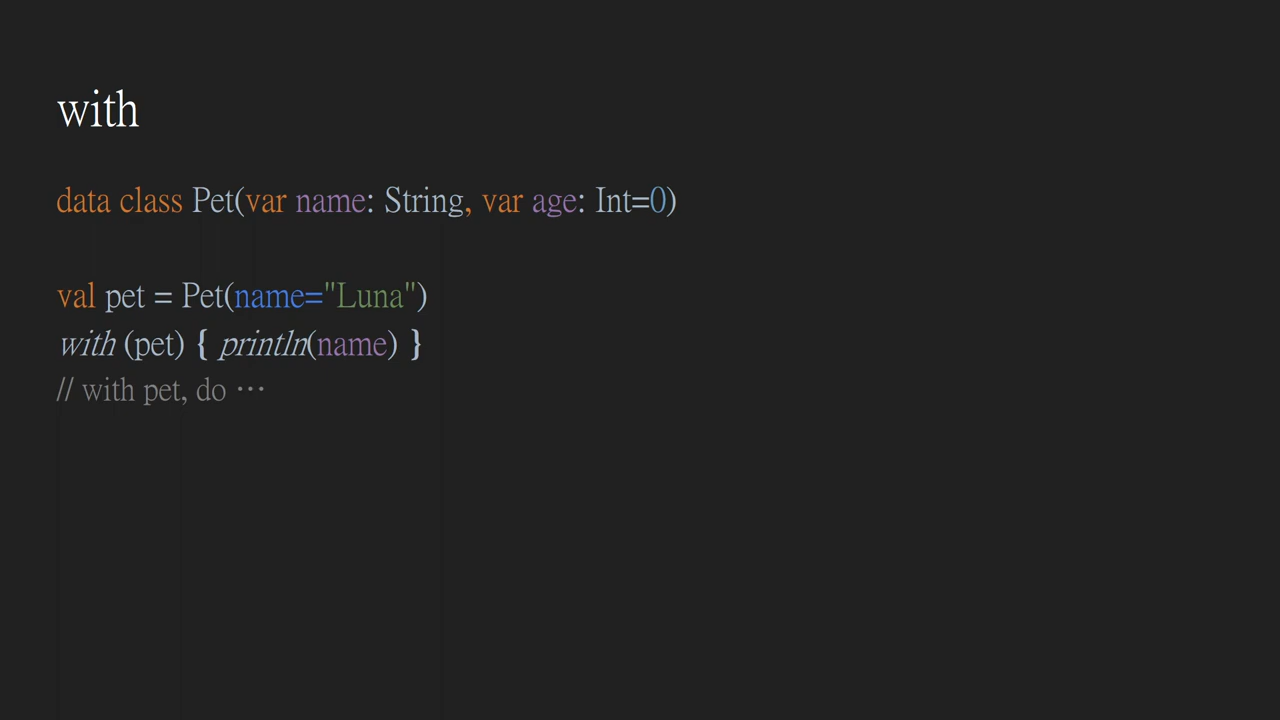 with
data class Pet(var name: String, var age: Int=0)
val pet = Pet(name="Luna")
with (pet) { println(name) }
// with pet, do ⋯